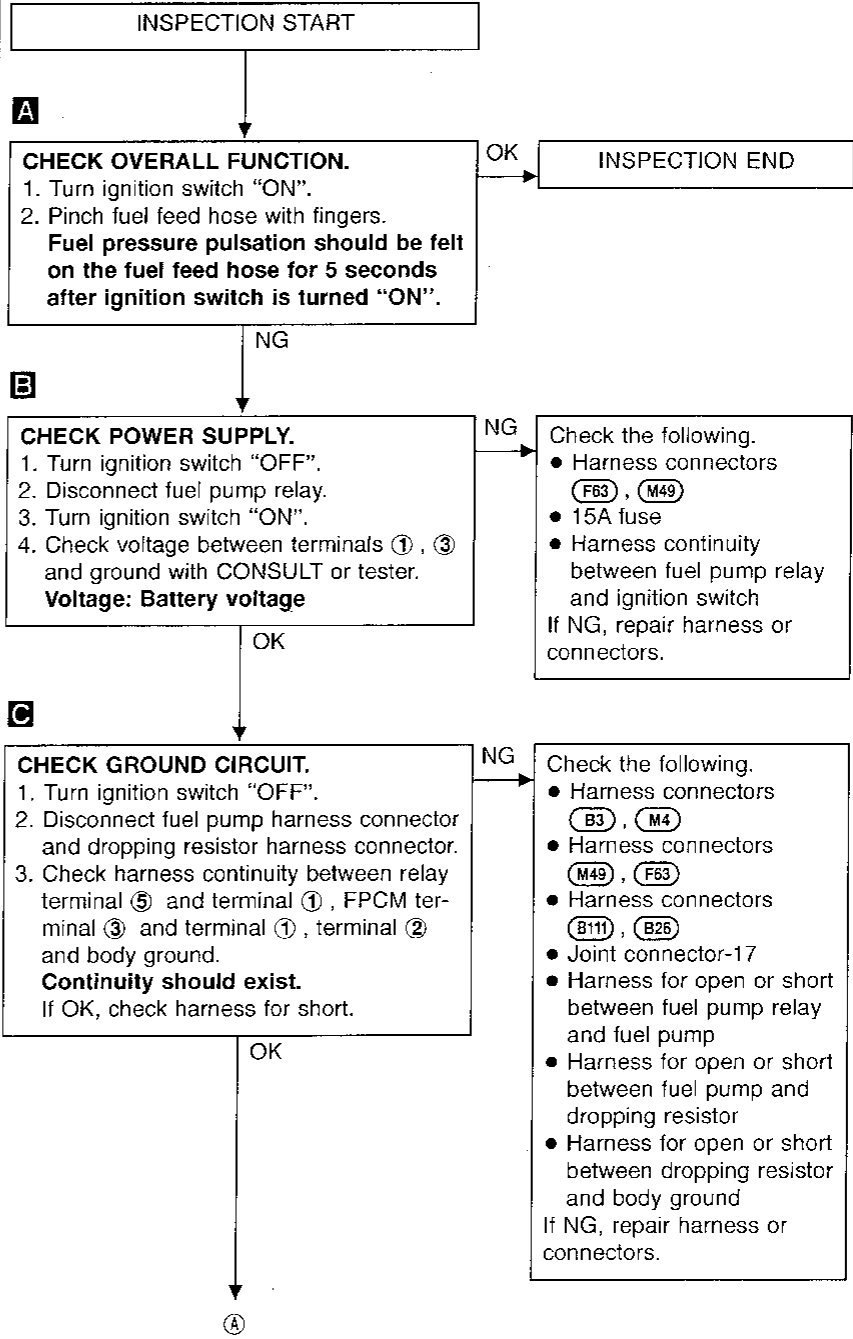 INSPECTION START
A
CHECK OVERALL FUNCTION.
1. Turn ignition switch “ON”.
2. Pinch fuel feed hose with fingers.
Fuel pressure pulsation should be felt
on the fuel feed hose for 5 seconds
after ignition switch is turned “ON”.
OK
INSPECTION END
NG
B
CHECK POWER SUPPLY.
1. Turn ignition switch “OFF”.
2. Disconnect fuel pump relay.
3. Turn ignition switch “ON”.
4. Check voltage between terminals ①, ③
and ground with CONSULT or tester.
Voltage: Battery voltage
NG
Check the following.
● Harness connectors
F63, M49
● 15A fuse
● Harness continuity
between fuel pump relay
and ignition switch
If NG, repair harness or
connectors.
OK
C
CHECK GROUND CIRCUIT.
1. Turn ignition switch “OFF”.
2. Disconnect fuel pump harness connector
and dropping resistor harness connector.
3. Check harness continuity between relay
terminal ⑤ and terminal ①, FPCM ter-
minal ③ and terminal ①, terminal ②
and body ground.
Continuity should exist.
If OK, check harness for short.
NG
Check the following.
● Harness connectors
B3, M4
● Harness connectors
M49, F63
● Harness connectors
B111, B26
● Joint connector-17
● Harness for open or short
between fuel pump relay
and fuel pump
● Harness for open or short
between fuel pump and
dropping resistor
● Harness for open or short
between dropping resistor
and body ground
If NG, repair harness or
connectors.
OK
Ⓐ